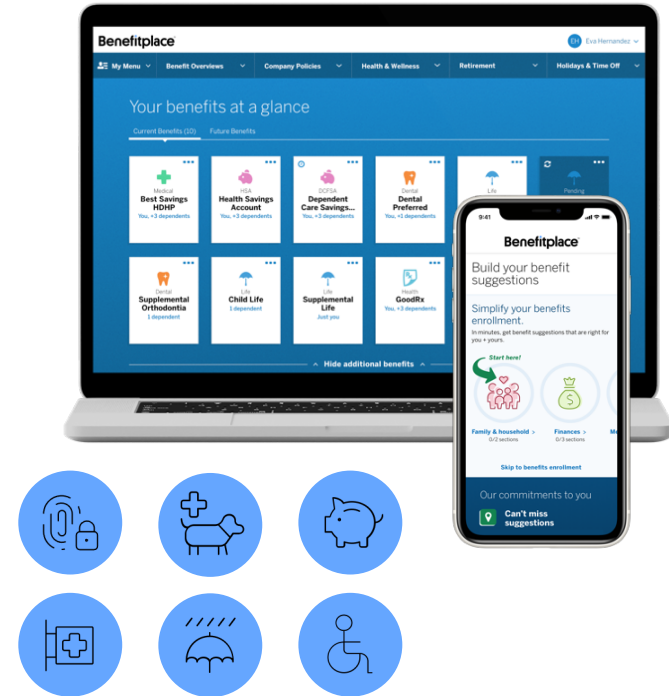 Benefitplace
EH Eva Hernandez
My Menu Benefit Overviews Company Policies Health & Wellness Retirement Holidays & Time Off
Your benefits at a glance
Current Benefits (10) Future Benefits
Medical
Best Savings
HDHP
You, +3 dependents
HSA
Health Savings
Account
You, +3 dependents
DCFSA
Dependent
Care Savings...
You, +3 dependents
Dental
Dental
Preferred
You, +1 dependents
Life
Pending
Dental
Supplemental
Orthodontia
1 dependent
Life
Child Life
1 dependent
Life
Supplemental
Life
Just you
Health
GoodRx
You, +3 dependents
Hide additional benefits
9:41
Benefitplace
Build your benefit
suggestions
Simplify your benefits
enrollment.
In minutes, get benefit suggestions that are right for
you + yours.
Start here!
Family & household >
0/2 sections
Finances >
0/3 sections
Skip to benefits enrollment
Our commitments to you
Can't miss
suggestions